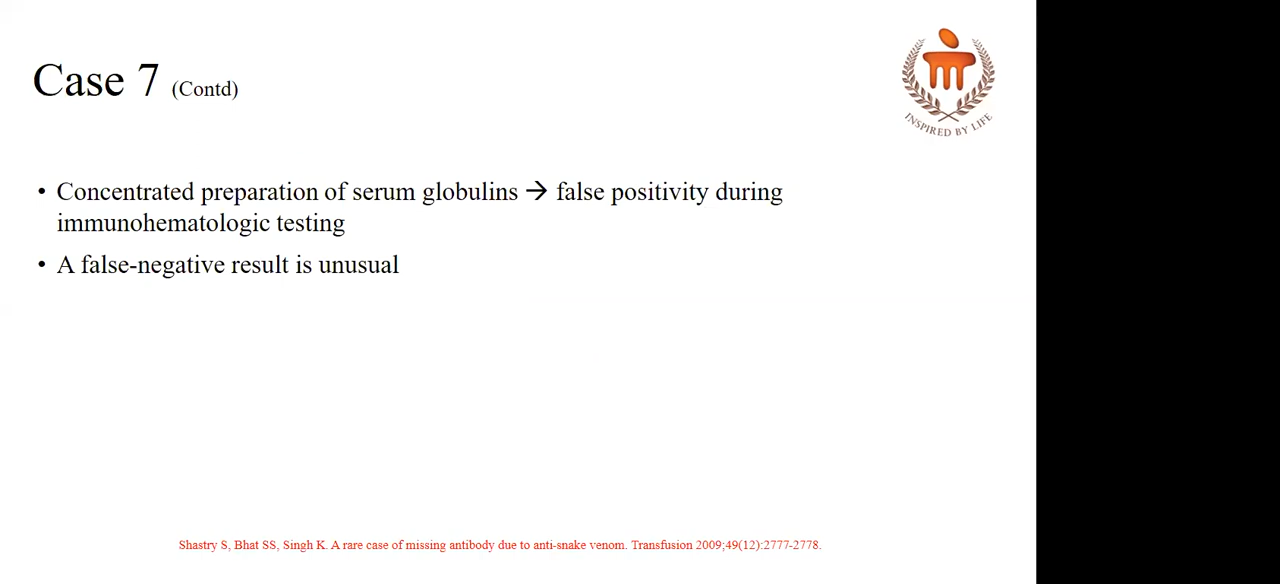 Case 7 (Contd)
INSPIRED BY LIFE
• Concentrated preparation of serum globulins → false positivity during
immunohematologic testing
• A false-negative result is unusual
Shastry S, Bhat SS, Singh K. A rare case of missing antibody due to anti-snake venom. Transfusion 2009;49(12):2777-2778.